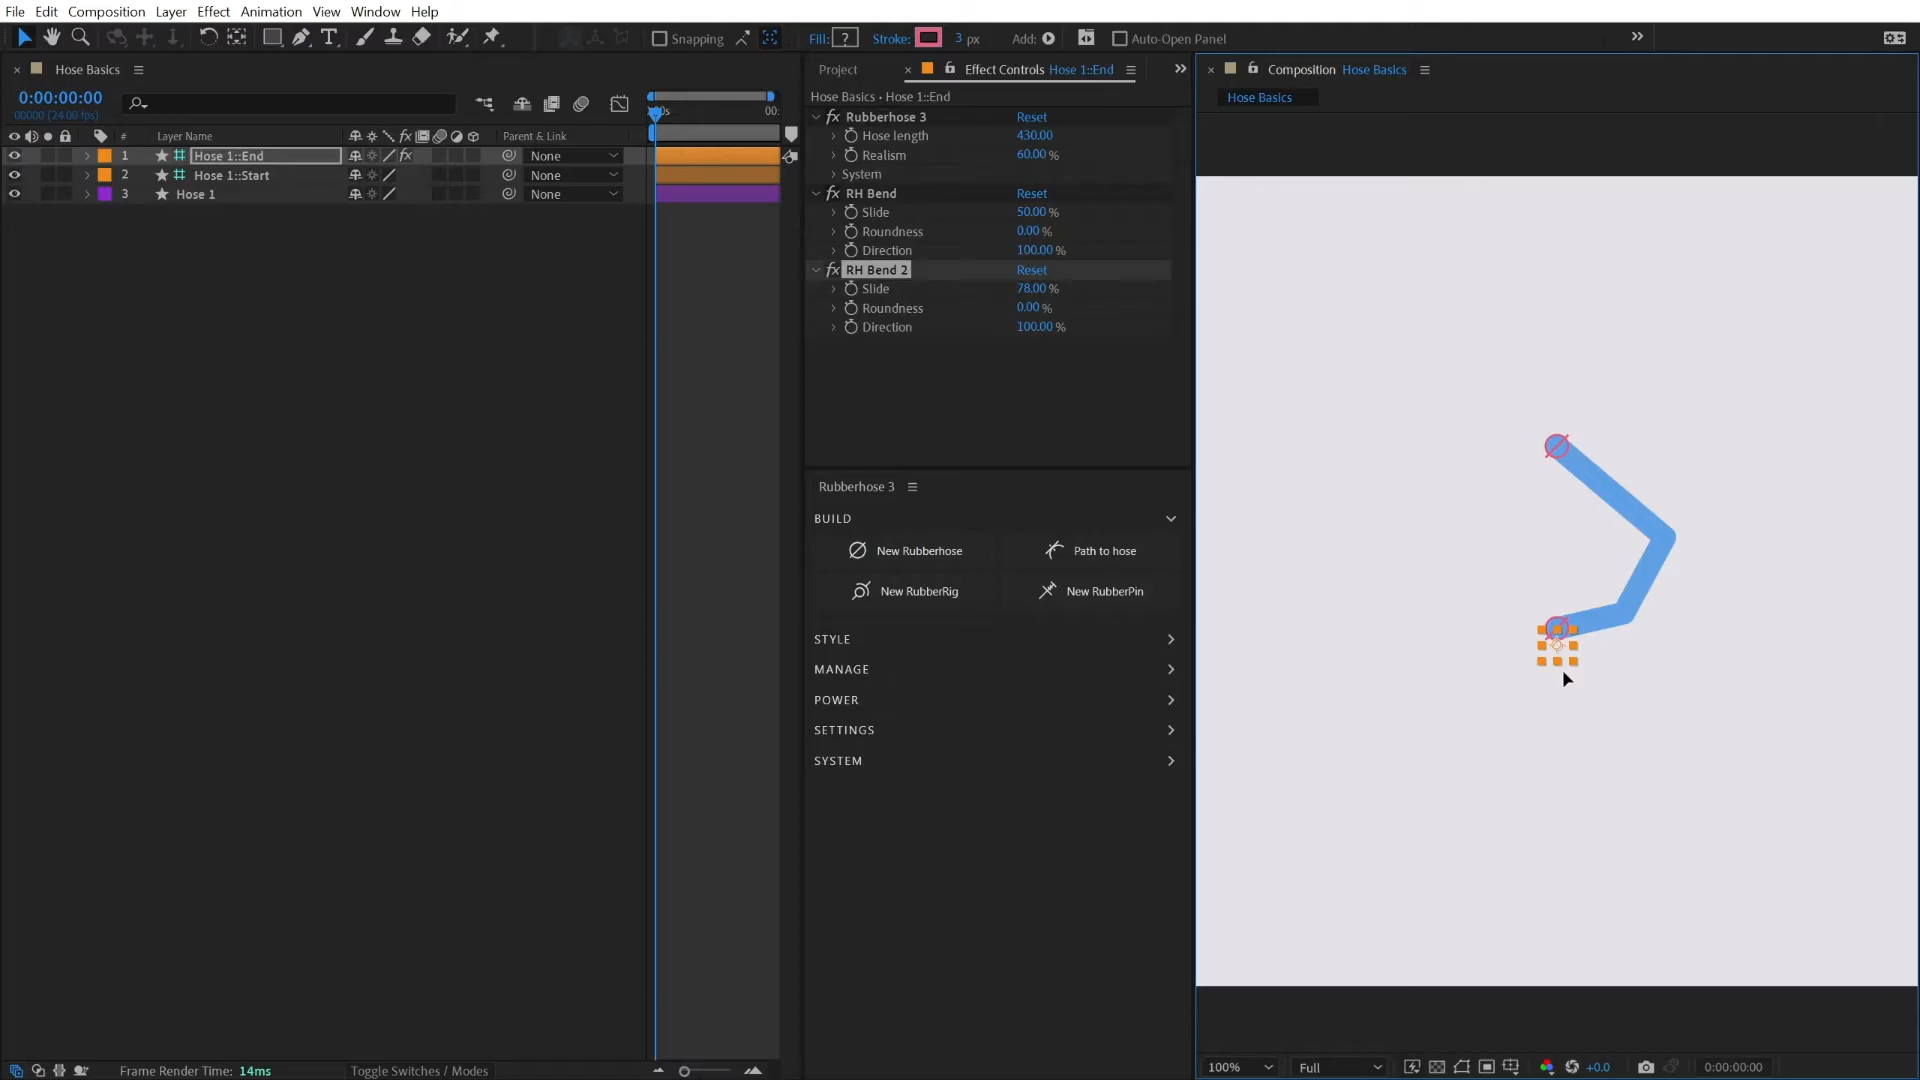 File Edit Composition Layer Effect Animation View Window Help
Snapping
Fill: ? Stroke: 3 px Add: Auto-Open Panel
Hose Basics
0:00:00:00
00000 (24.00 fps)
00:
# Layer Name Parent & Link
1 Hose 1::End None
2 Hose 1::Start None
3 Hose 1 None
Frame Render Time: 14ms Toggle Switches / Modes
Project Effect Controls Hose 1::End
Hose Basics • Hose 1::End
fx Rubberhose 3 Reset
Hose length 430.00
Realism 60.00 %
System
fx RH Bend Reset
Slide 50.00 %
Roundness 0.00 %
Direction 100.00 %
fx RH Bend 2 Reset
Slide 78.00 %
Roundness 0.00 %
Direction 100.00 %
Rubberhose 3
BUILD
New Rubberhose Path to hose
New RubberRig New RubberPin
STYLE
MANAGE
POWER
SETTINGS
SYSTEM
Composition Hose Basics
Hose Basics
100% Full +0.0 0:00:00:00